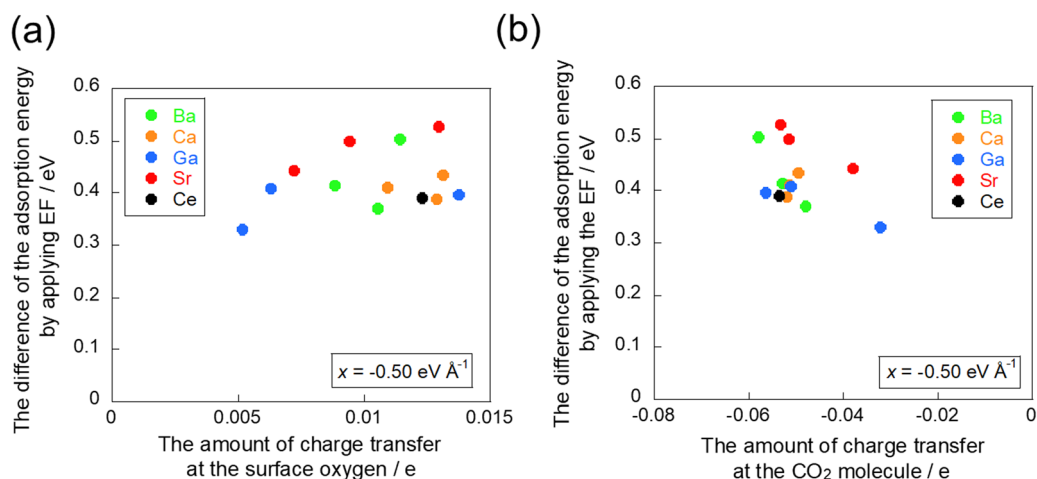 (a)
The difference of the adsorption energy
by applying EF / eV
0.6
0.5
0.4
0.3
0.2
0.1
0
Ba
Ca
Ga
Sr
Ce
x = -0.50 eV Å⁻¹
0
0.005
0.01
0.015
The amount of charge transfer
at the surface oxygen / e
(b)
The difference of the adsorption energy
by applying the EF / eV
0.6
0.5
0.4
0.3
0.2
0.1
0
Ba
Ca
Ga
Sr
Ce
x = -0.50 eV Å⁻¹
-0.08
-0.06
-0.04
-0.02
0
The amount of charge transfer
at the CO₂ molecule / e